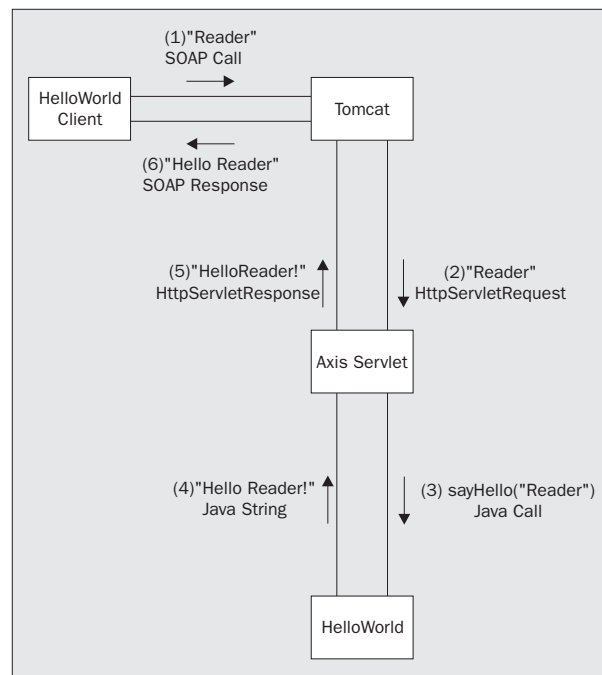 (1)"Reader"
SOAP Call
HelloWorld
Client
Tomcat
(6)"Hello Reader"
SOAP Response
(5)"HelloReader!"
HttpServletResponse
(2)"Reader"
HttpServletRequest
Axis Servlet
(4)"Hello Reader!"
Java String
(3) sayHello("Reader")
Java Call
HelloWorld